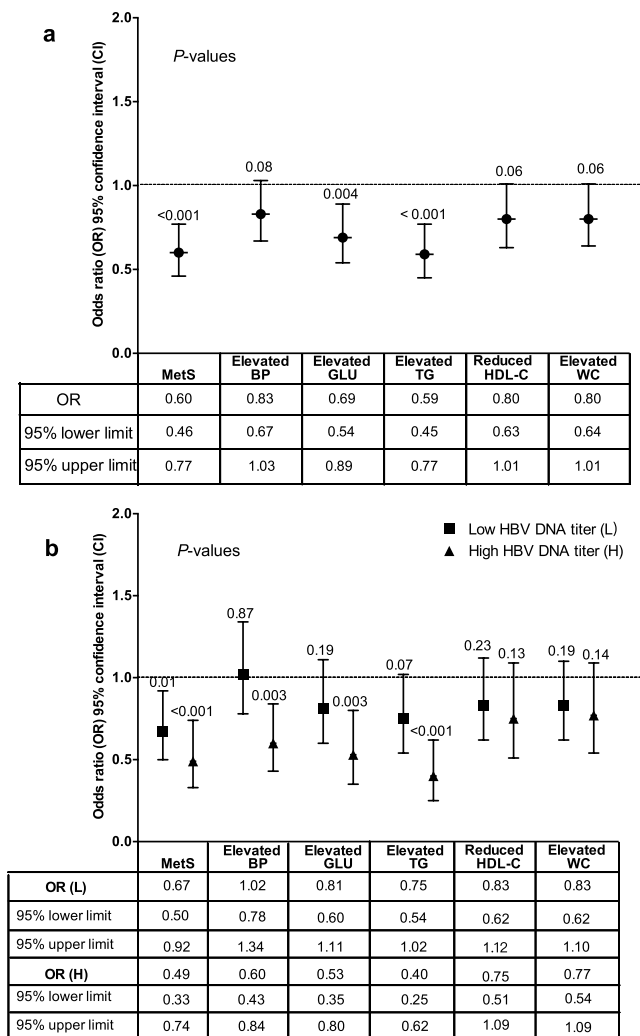 a
2.0
P-values
1.5
0.08
0.06
0.06
1.0
0.004
<0.001
< 0.001
0.5
0.0
Odds ratio (OR) 95% confidence interval (CI)
MetS Elevated BP Elevated GLU Elevated TG Reduced HDL-C Elevated WC
OR 0.60 0.83 0.69 0.59 0.80 0.80
95% lower limit 0.46 0.67 0.54 0.45 0.63 0.64
95% upper limit 0.77 1.03 0.89 0.77 1.01 1.01
b
2.0
Low HBV DNA titer (L)
P-values
High HBV DNA titer (H)
1.5
0.87
0.19
0.23
0.13
0.19
0.14
0.07
1.0
0.01
0.003
0.003
<0.001
<0.001
0.5
0.0
Odds ratio (OR) 95% confidence interval (CI)
MetS Elevated BP Elevated GLU Elevated TG Reduced HDL-C Elevated WC
OR (L) 0.67 1.02 0.81 0.75 0.83 0.83
95% lower limit 0.50 0.78 0.60 0.54 0.62 0.62
95% upper limit 0.92 1.34 1.11 1.02 1.12 1.10
OR (H) 0.49 0.60 0.53 0.40 0.75 0.77
95% lower limit 0.33 0.43 0.35 0.25 0.51 0.54
95% upper limit 0.74 0.84 0.80 0.62 1.09 1.09